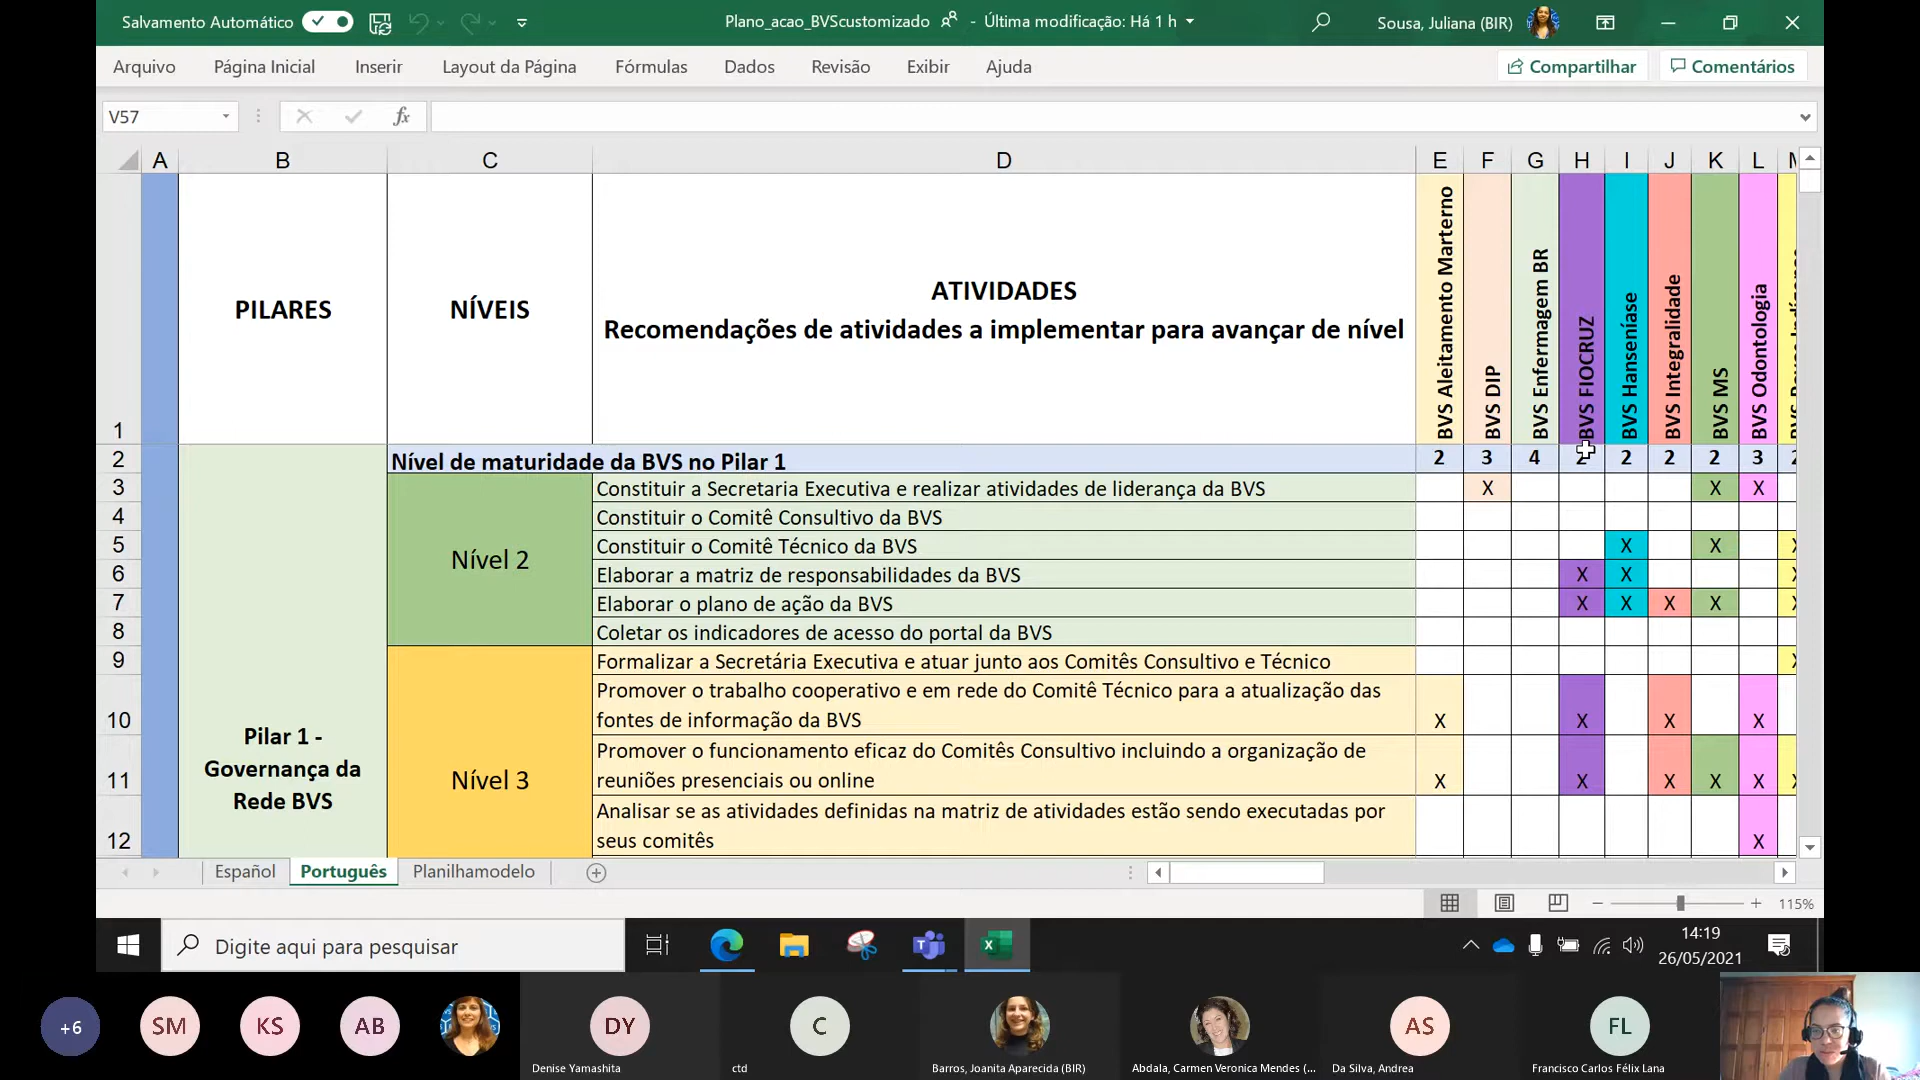 Salvamento Automático
Plano_acao_BVScustomizado - Última modificação: Há 1 h
Sousa, Juliana (BIR)
Arquivo Página Inicial Inserir Layout da Página Fórmulas Dados Revisão Exibir Ajuda Compartilhar Comentários
V57 fx
A B C D E F G H I J K L M
1 PILARES NÍVEIS
ATIVIDADES
Recomendações de atividades a implementar para avançar de nível
BVS Aleitamento Marterno
BVS DIP
BVS Enfermagem BR
BVS FIOCRUZ
BVS Hanseníase
BVS Integralidade
BVS MS
BVS Odontologia
2 Nível de maturidade da BVS no Pilar 1 2 3 4 2 2 2 2 3 2
Pilar 1 -
Governança da
Rede BVS
Nível 2
3 Constituir a Secretaria Executiva e realizar atividades de liderança da BVS X X X
4 Constituir o Comitê Consultivo da BVS
5 Constituir o Comitê Técnico da BVS X X X
6 Elaborar a matriz de responsabilidades da BVS X X X
7 Elaborar o plano de ação da BVS X X X X X
8 Coletar os indicadores de acesso do portal da BVS
Nível 3
9 Formalizar a Secretária Executiva e atuar junto aos Comitês Consultivo e Técnico X
Promover o trabalho cooperativo e em rede do Comitê Técnico para a atualização das
10 fontes de informação da BVS X X X X
Promover o funcionamento eficaz do Comitês Consultivo incluindo a organização de
11 reuniões presenciais ou online X X X X X X
Analisar se as atividades definidas na matriz de atividades estão sendo executadas por
12 seus comitês X
Español Português Planilhamodelo
115%
Digite aqui para pesquisar
14:19
26/05/2021
+6 SM KS AB DY C AS FL
Denise Yamashita
ctd
Barros, Joanita Aparecida (BIR)
Abdala, Carmen Veronica Mendes (...
Da Silva, Andrea
Francisco Carlos Félix Lana